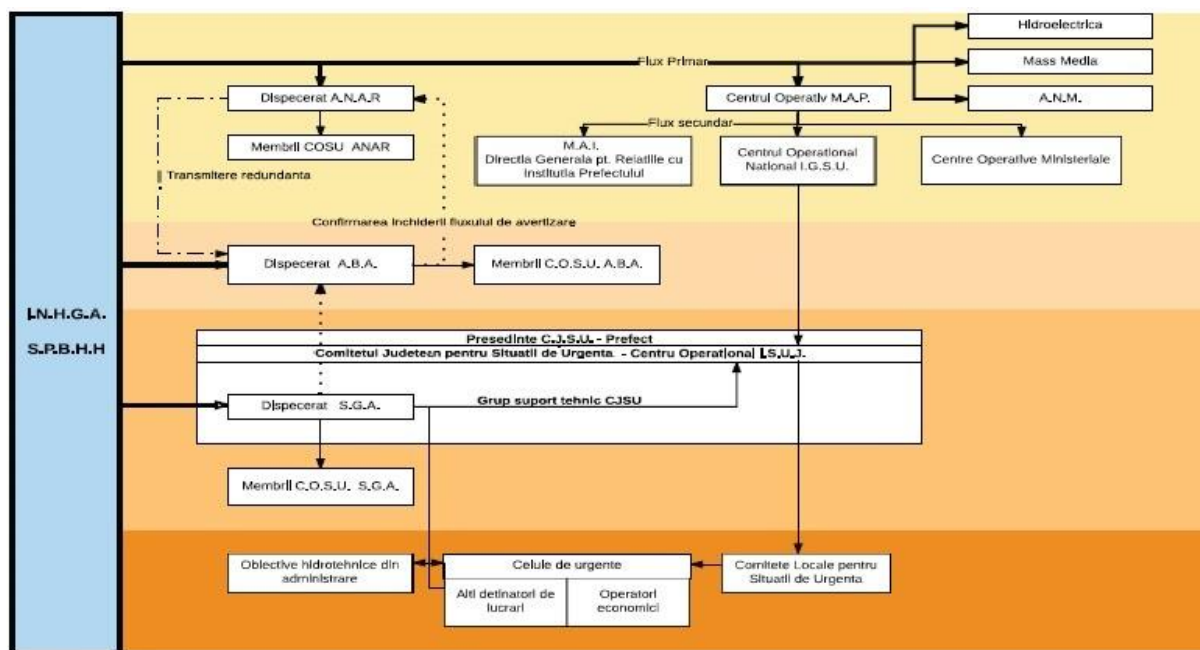 Hidroelectrica
Flux Primar
Mass Media
Dispecerat A.N.A.R
Centrul Operativ M.A.P.
A.N.M.
Flux secundar
Membrii COSU ANAR
M.A.I.
Directia Generala pt. Relatiile cu
Institutia Prefectului
Centrul Operational
National I.G.S.U.
Centre Operative Ministeriale
Transmitere redundanta
Confirmarea inchiderii fluxului de avertizare
Dispecerat A.B.A.
Membrii C.O.S.U. A.B.A.
I.N.H.G.A.
S.P.B.H.H
Presedinte C.J.S.U. - Prefect
Comitetul Judetean pentru Situatii de Urgenta - Centru Operational I.S.U.J.
Dispecerat S.G.A.
Grup suport tehnic CJSU
Membrii C.O.S.U. S.G.A.
Obiective hidrotehnice din
administrare
Celule de urgente
Alti detinatori de
lucrari
Operatori
economici
Comitete Locale pentru
Situatii de Urgenta